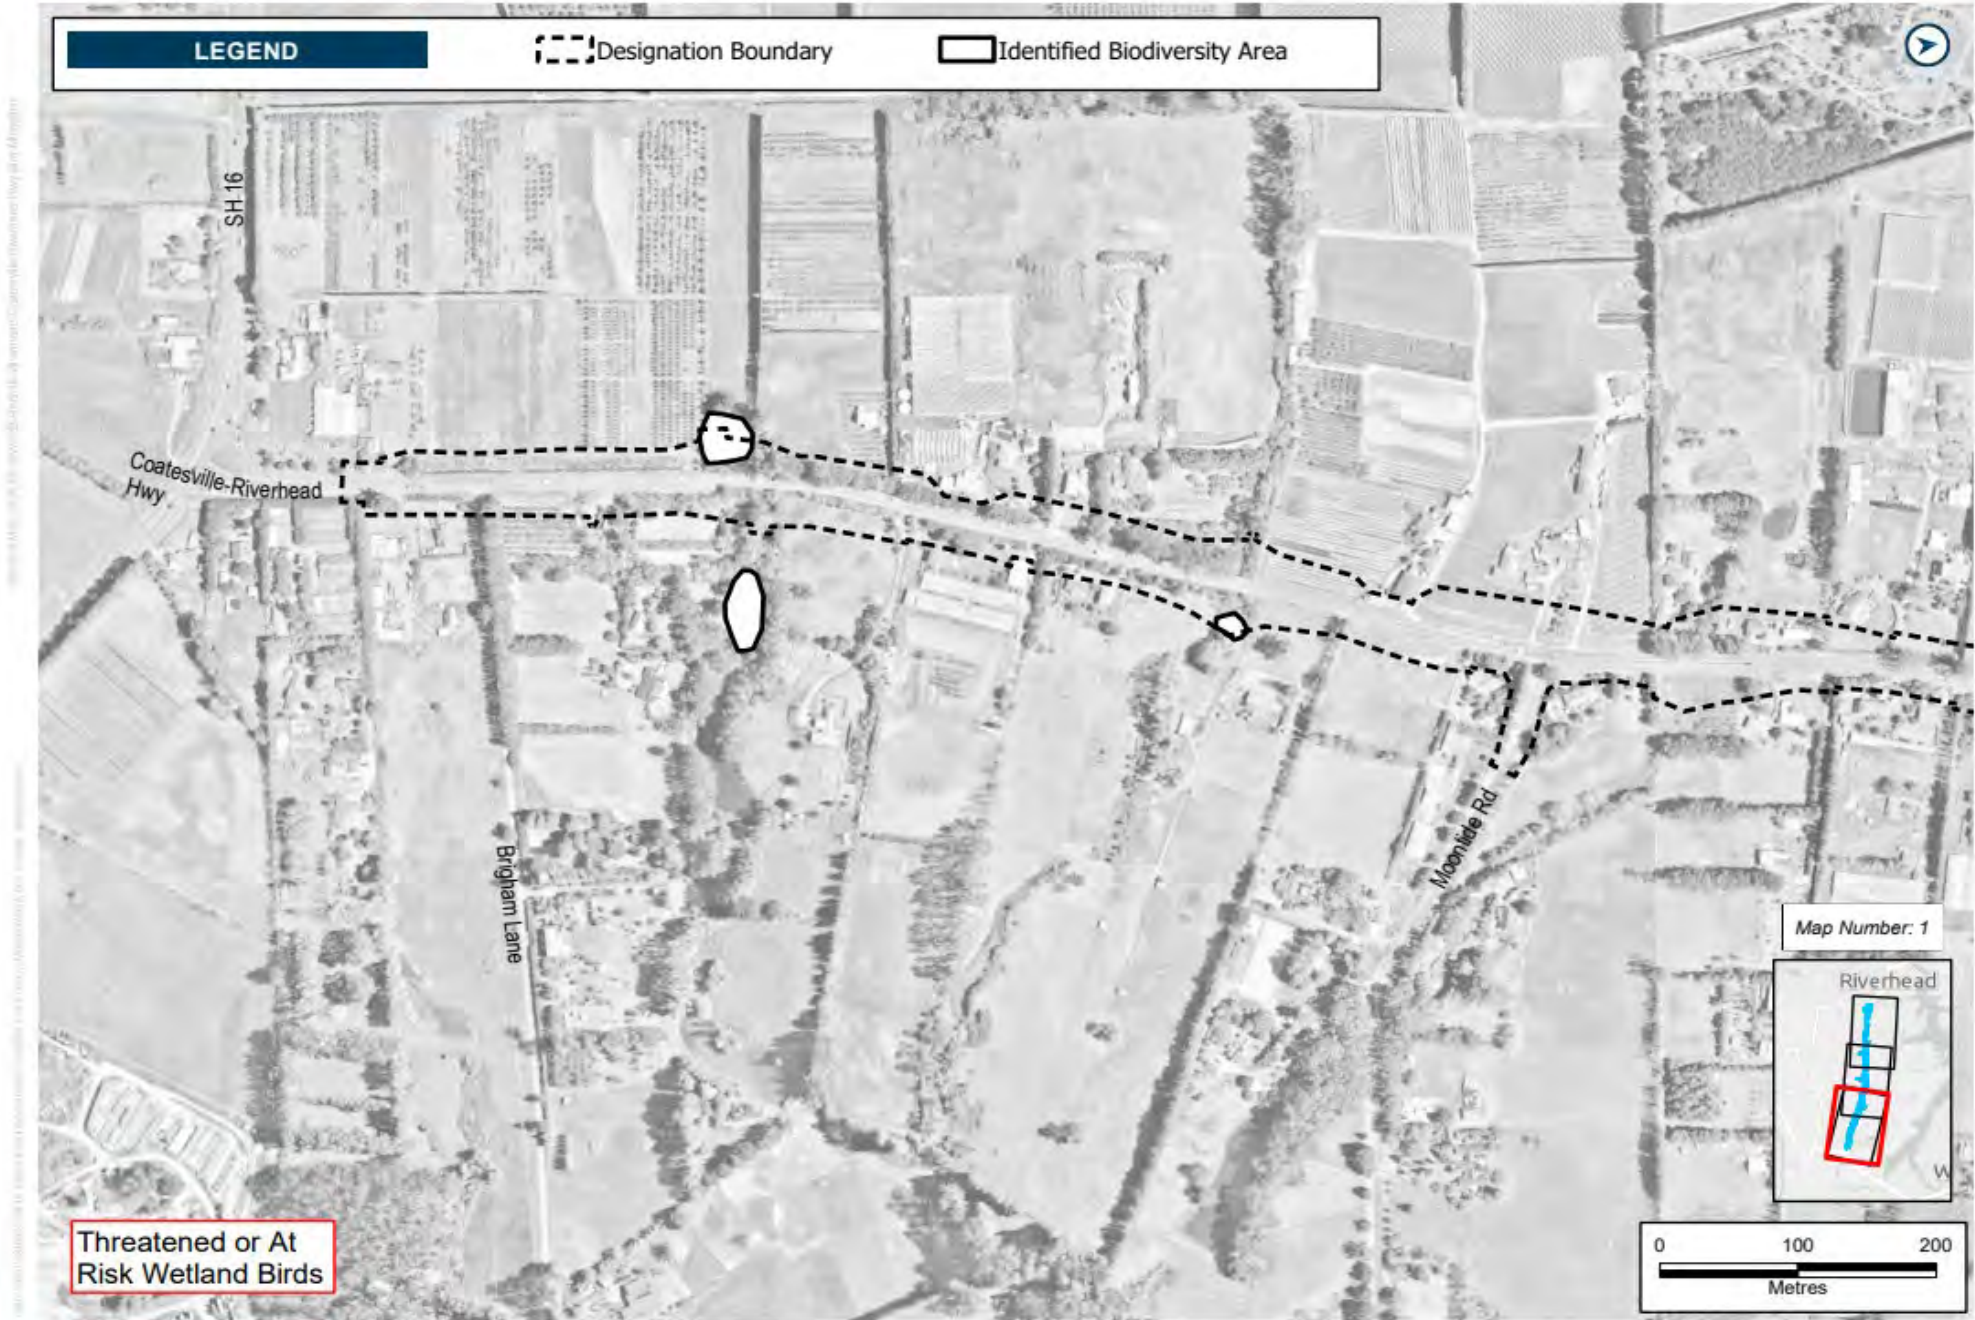 LEGEND
Designation Boundary
Identified Biodiversity Area
SH-16
Coatesville-Riverhead
Hwy
Brigham Lane
Moontide Rd
Map Number: 1
Riverhead
W
Threatened or At
Risk Wetland Birds
0 100 200
Metres